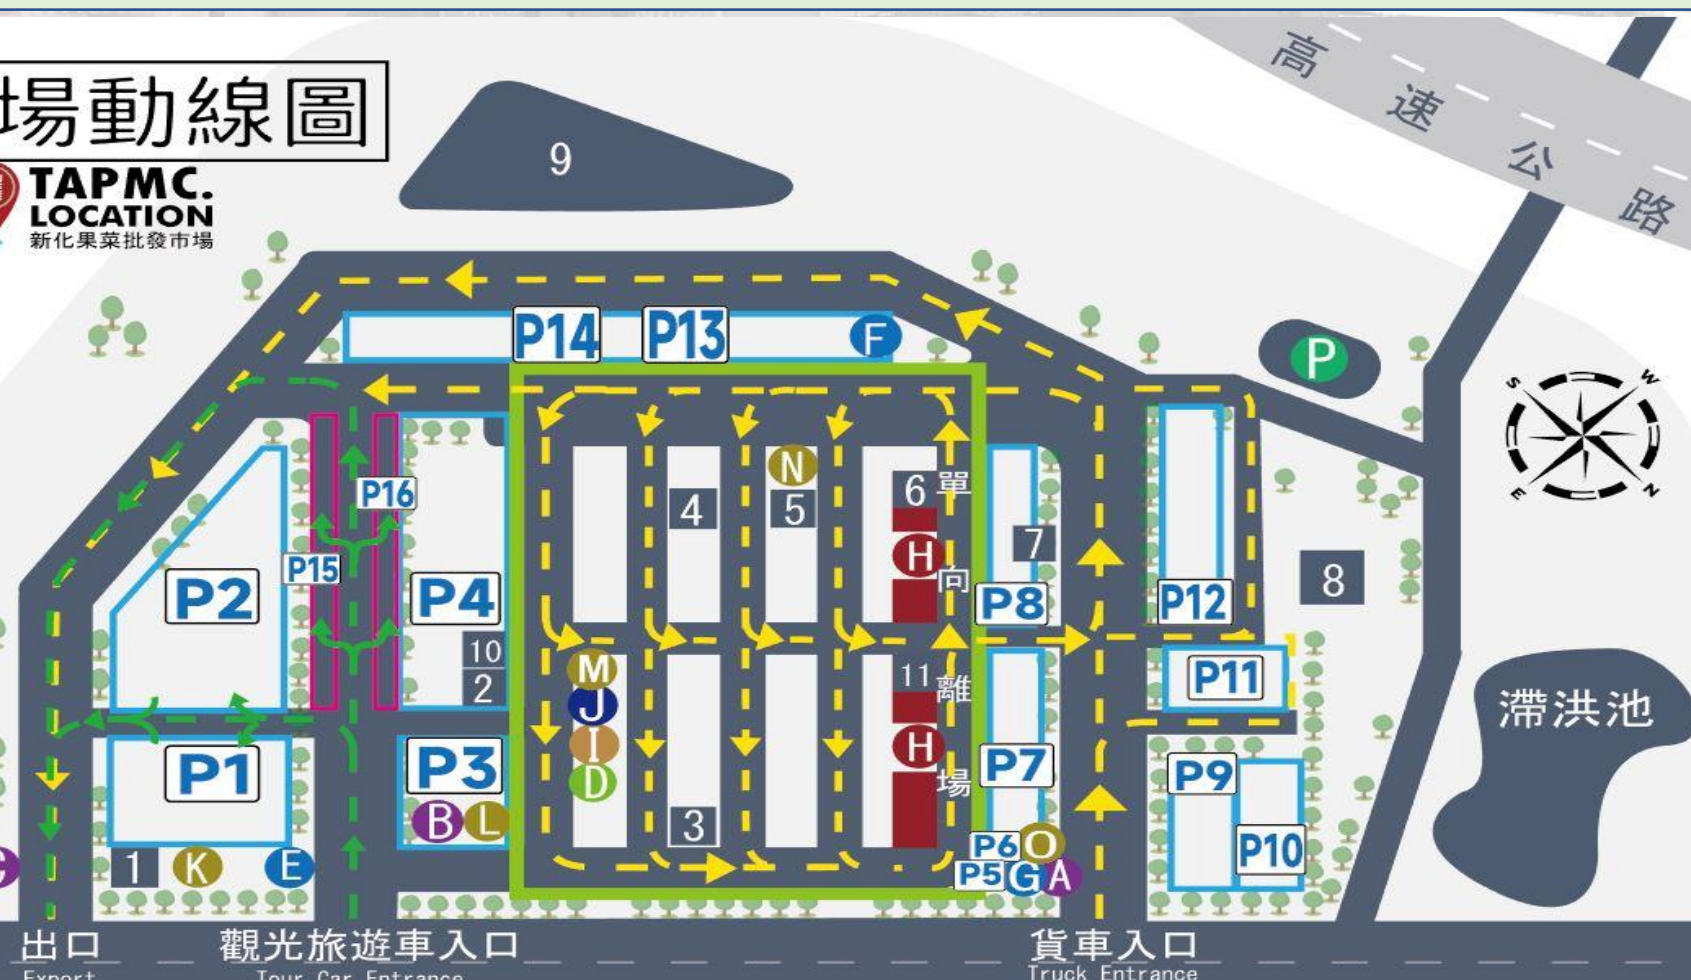 場動線圖
TAPMC.
LOCATION
新化果菜批發市場
高速公路
9
P14
P13
F
P
S
W
E
N
P16
P15
P2
P4
10
2
4
N
5
6
H
單向離場
7
P8
P12
8
P11
11
H
M
J
I
D
滯洪池
P1
P3
B
L
3
P7
P9
P10
P6
O
P5
G
A
1
K
E
出口
Export
觀光旅遊車入口
Tour Car Entrance
貨車入口
Truck Entrance